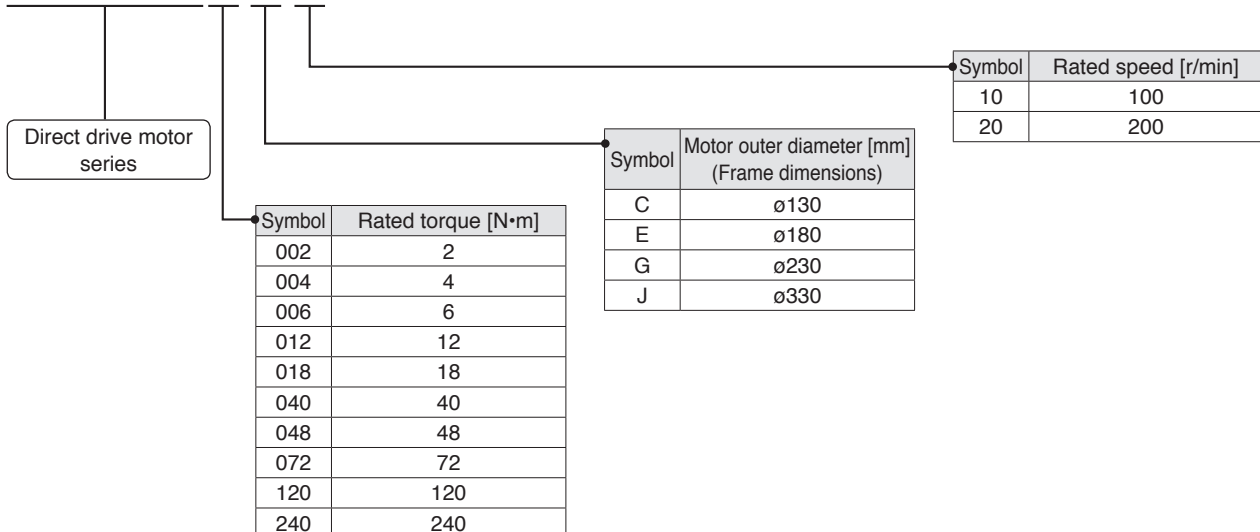 Symbol Rated speed [r/min]
10 100
20 200
Direct drive motor
series
Symbol Motor outer diameter [mm]
(Frame dimensions)
C ø130
E ø180
G ø230
J ø330
Symbol Rated torque [N•m]
002 2
004 4
006 6
012 12
018 18
040 40
048 48
072 72
120 120
240 240